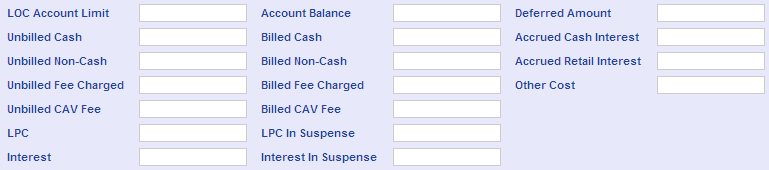 LOC Account Limit Account Balance Deferred Amount
Unbilled Cash Billed Cash Accrued Cash Interest
Unbilled Non-Cash Billed Non-Cash Accrued Retail Interest
Unbilled Fee Charged Billed Fee Charged Other Cost
Unbilled CAV Fee Billed CAV Fee
LPC LPC In Suspense
Interest Interest In Suspense